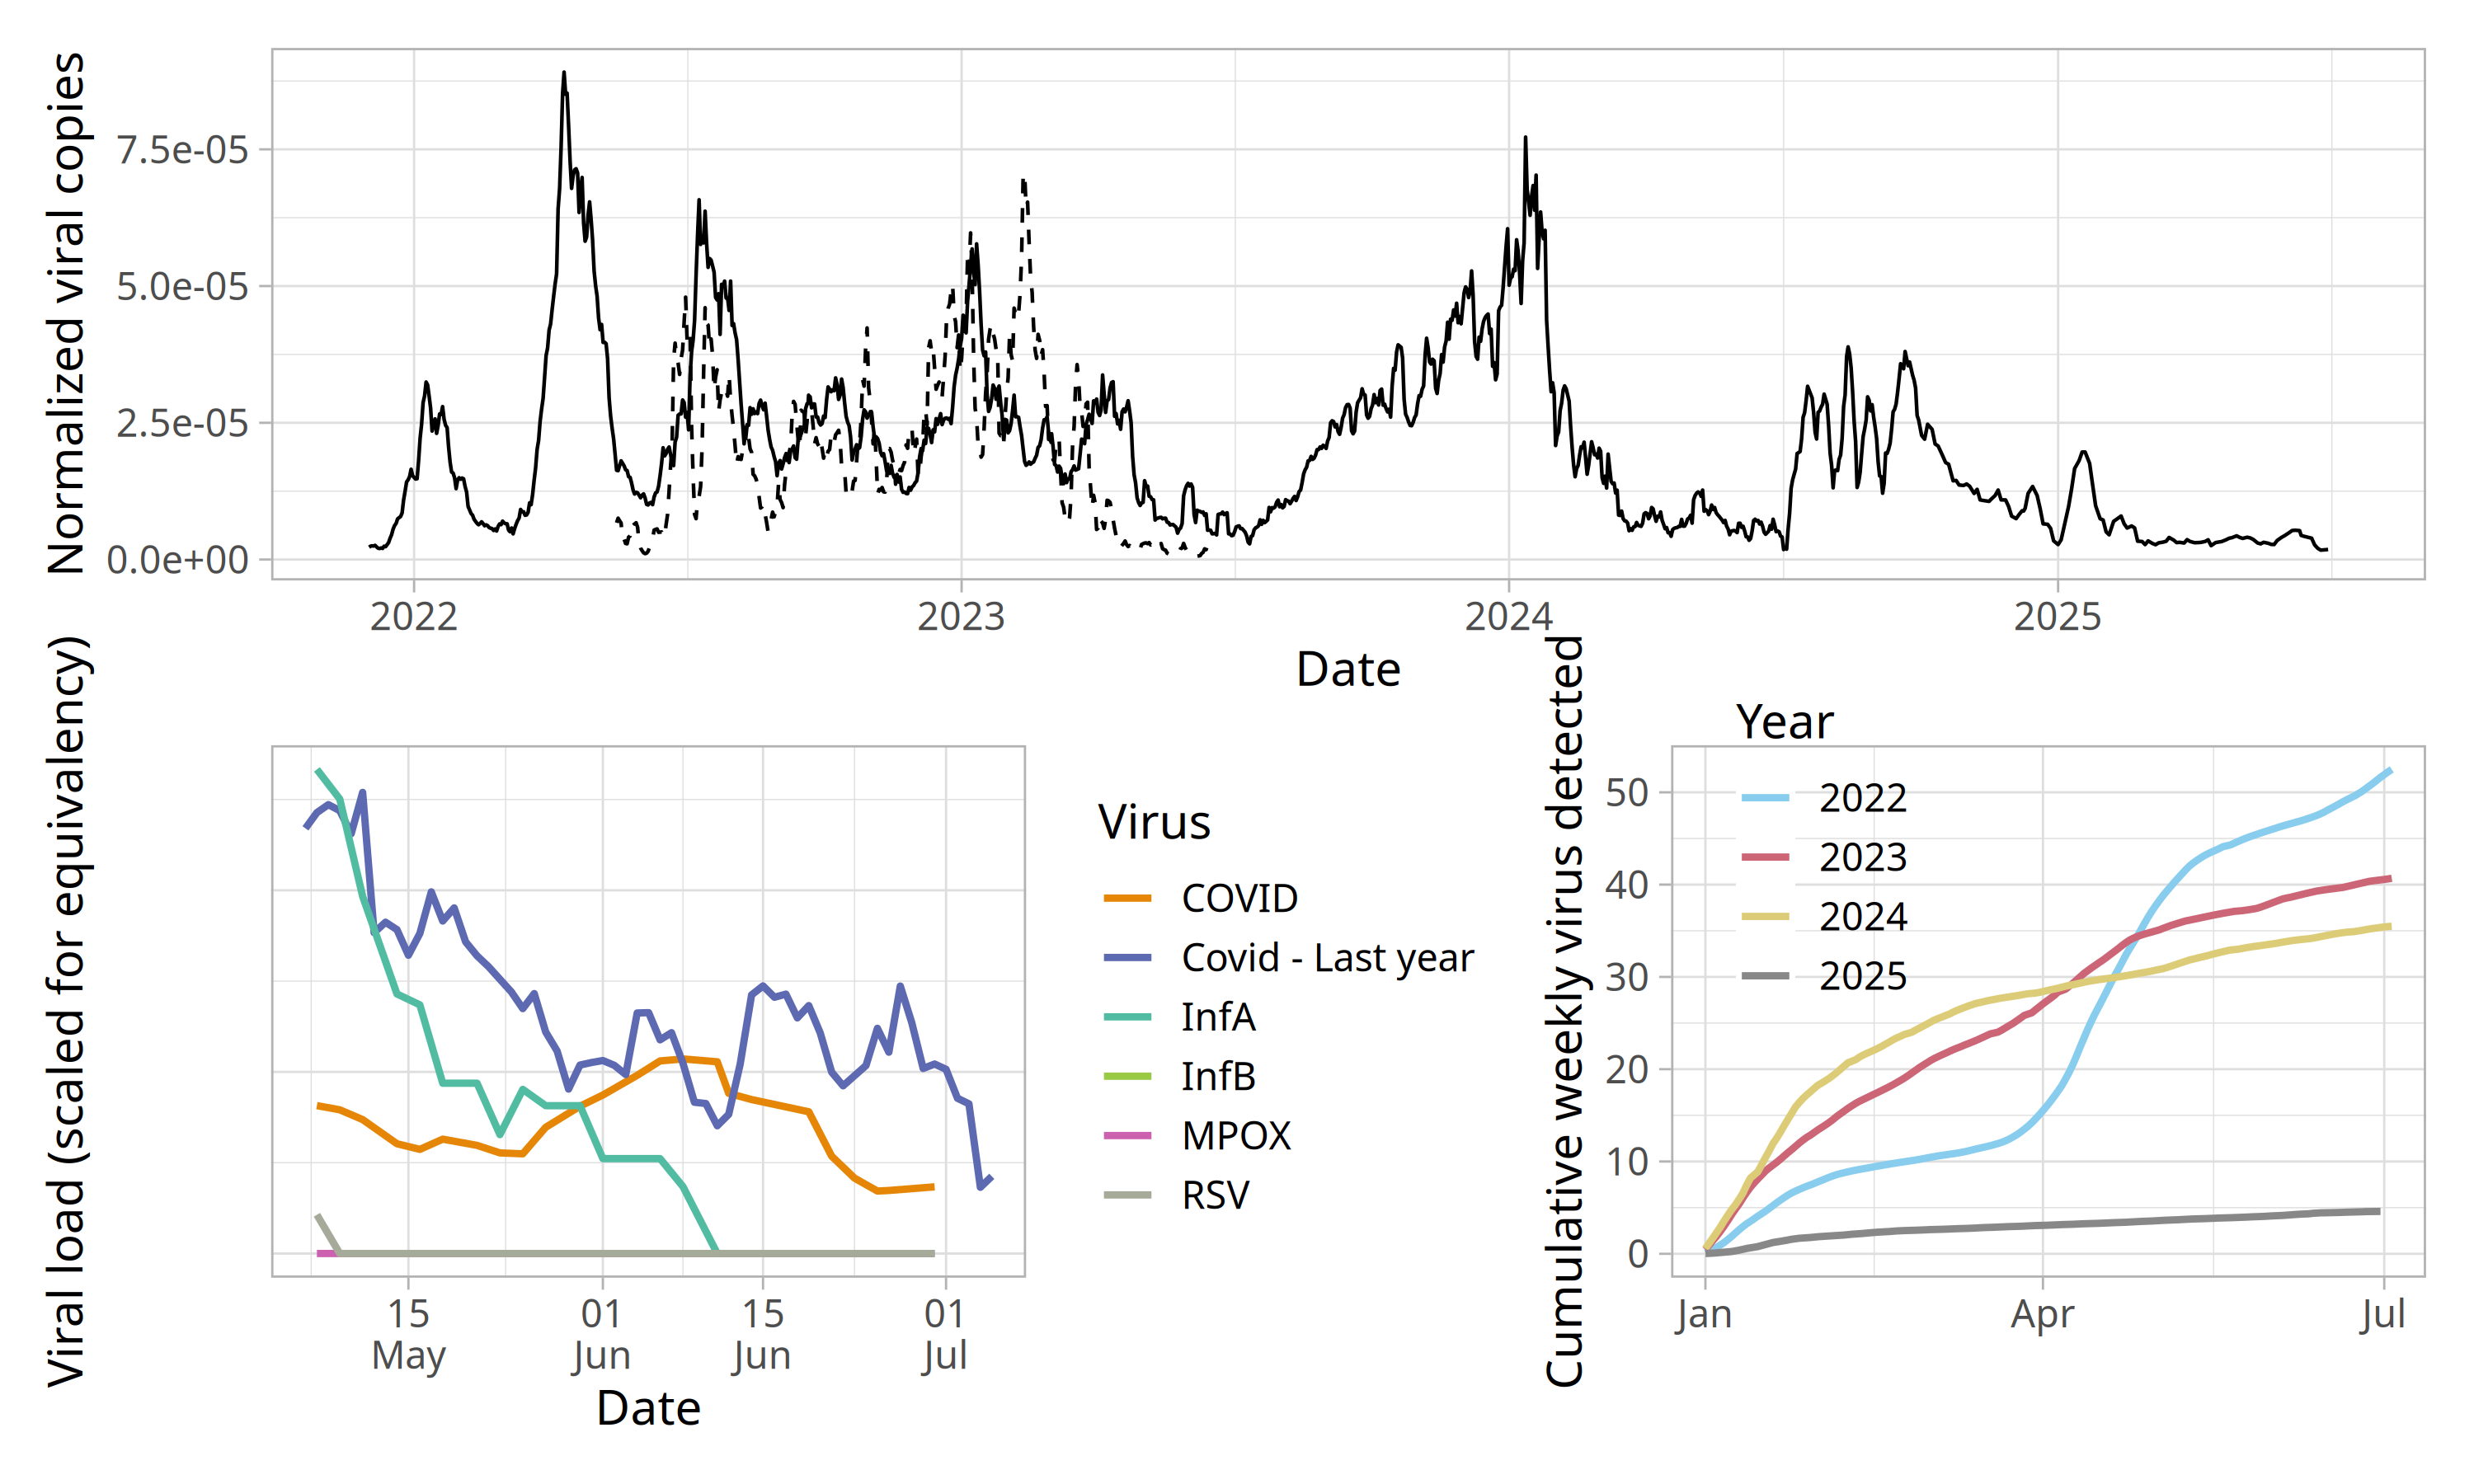 Normalized viral copies
7.5e-05
5.0e-05
2.5e-05
0.0e+00
2022
2023
2024
2025
Date
Viral load (scaled for equivalency)
15
May
01
Jun
15
Jun
01
Jul
Date
Virus
COVID
Covid - Last year
InfA
InfB
MPOX
RSV
Cumulative weekly virus detected
Year
2022
2023
2024
2025
50
40
30
20
10
0
Jan
Apr
Jul